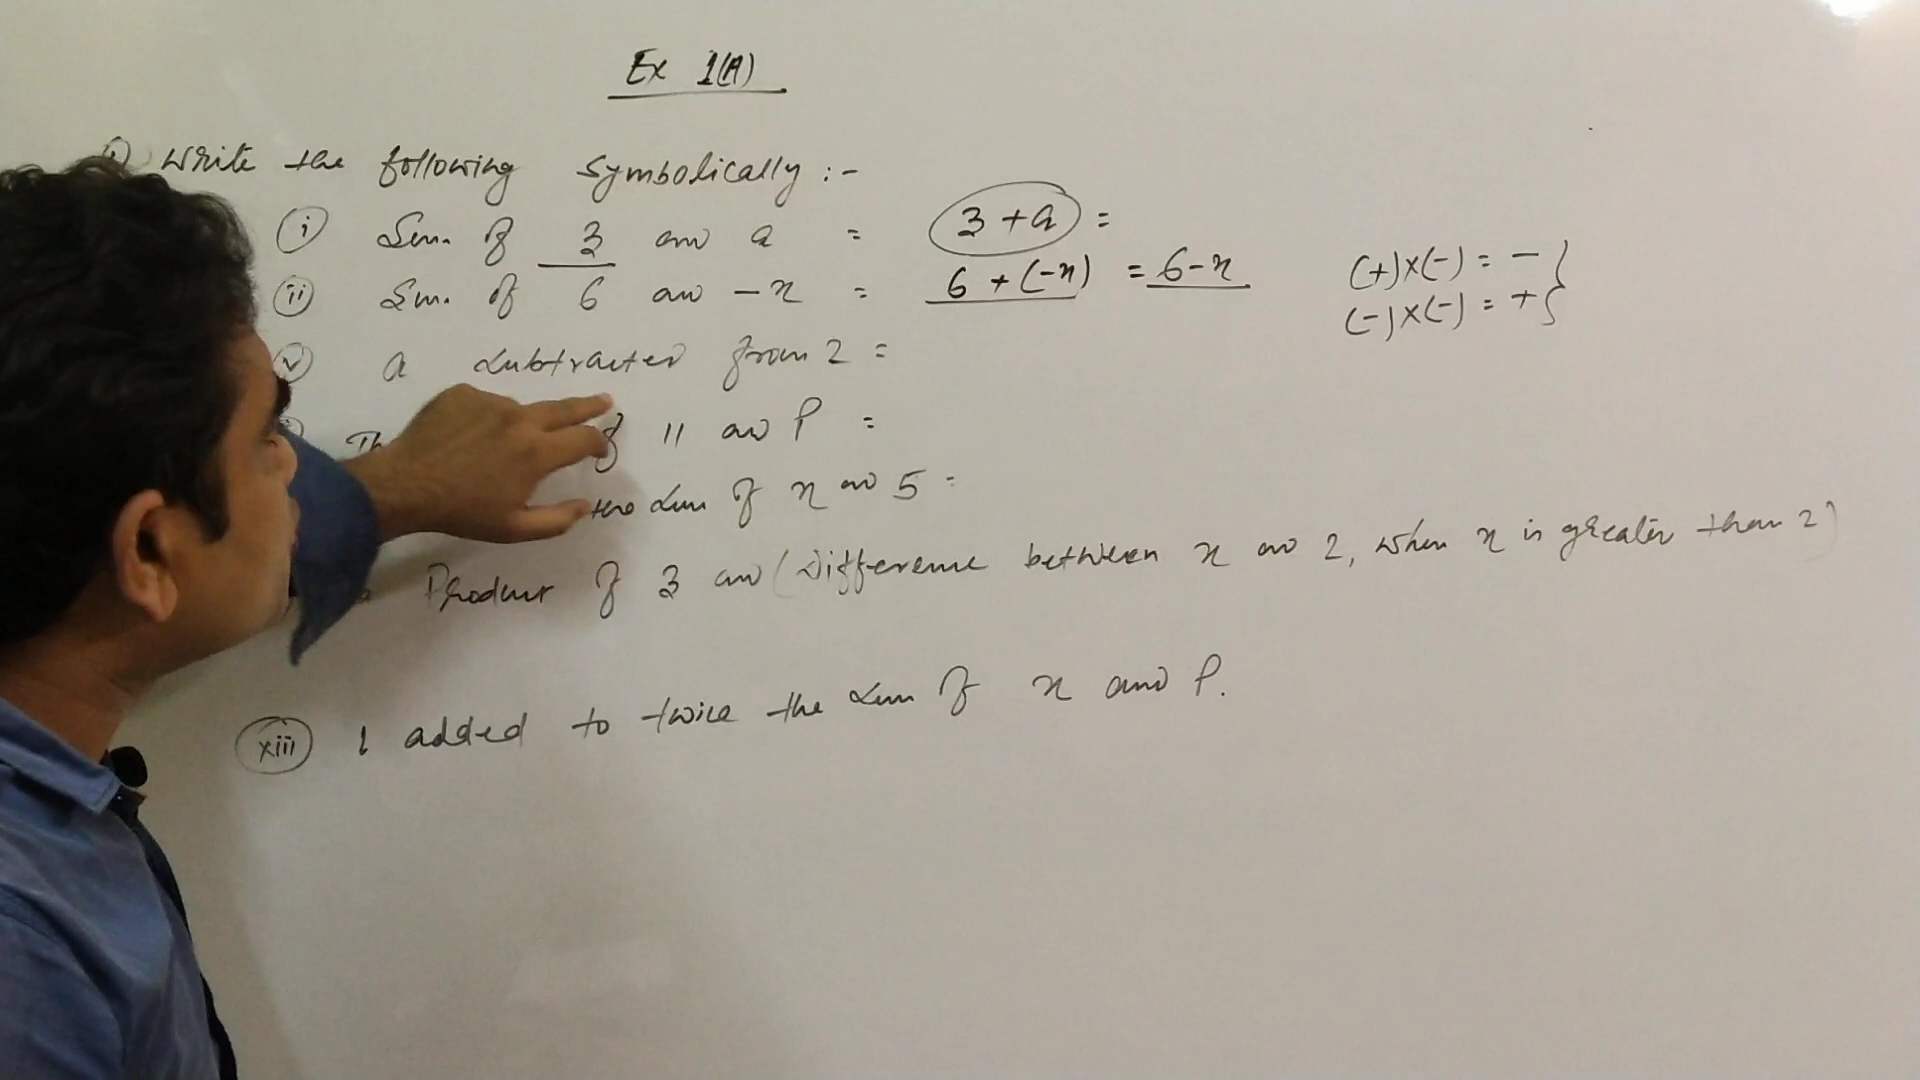 Ex 1(A)
Write the following Symbolically :-
(i) Sum of 3 and a = 3 + a =
(ii) Sum of 6 and - x = 6 + (-x) = 6-x
(+)x(-) = -
(-)x(-) = +
a Subtracted from 2 =
of 11 and P =
the Sum of x and 5 =
Product of 3 and (Difference between x and 2, when x is greater than 2)
(xiii) 1 added to twice the Sum of x and P.